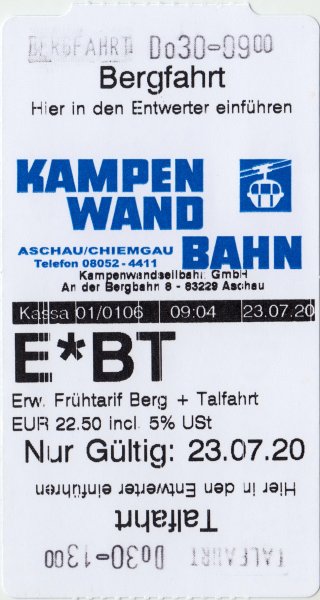 BERGFAHRT Do30-09⁰⁰
Bergfahrt
Hier in den Entwerter einführen
KAMPEN
WAND
BAHN
ASCHAU/CHIEMGAU
Telefon 08052 - 4411
Kampenwandseilbahn GmbH
An der Bergbahn 8 - 83229 Aschau
Kassa 01/0106 09:04 23.07.20
E*BT
Erw. Frühtarif Berg + Talfahrt
EUR 22.50 incl. 5% USt
Nur Gültig: 23.07.20
Hier in den Entwerter einführen
Talfahrt
TALFAHRT Do30-13⁰⁰